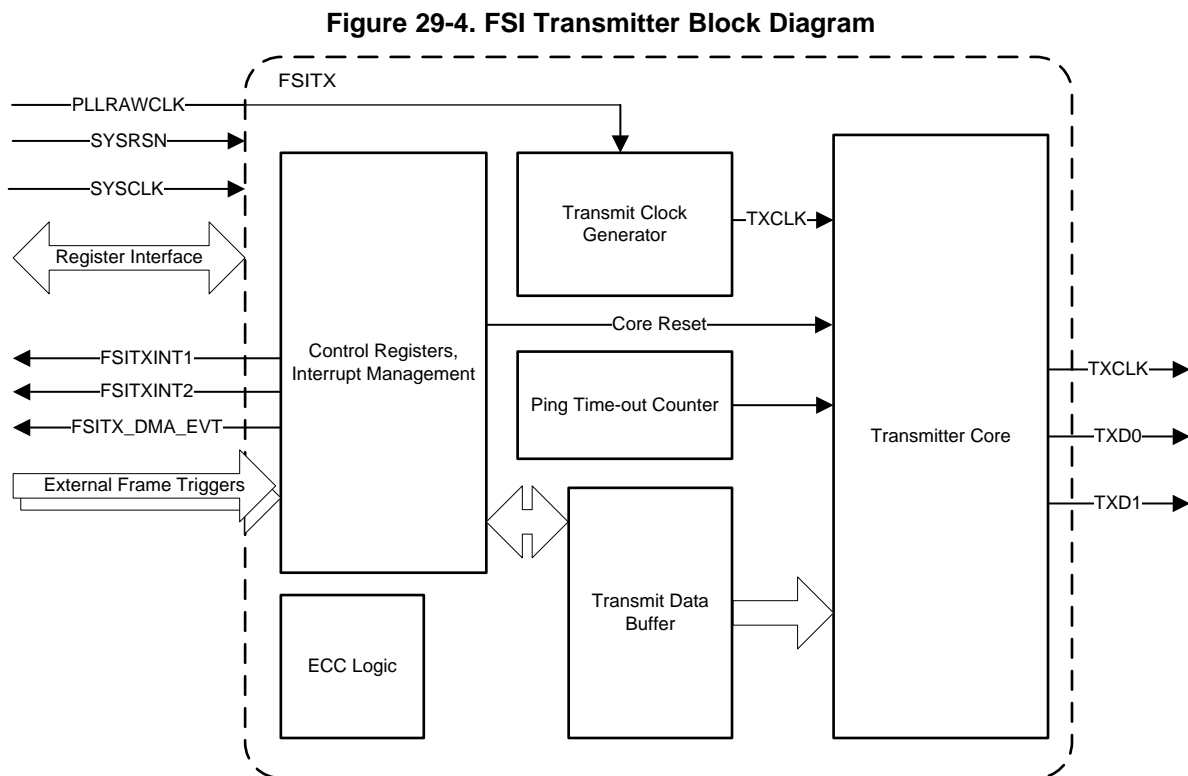 Figure 29-4. FSI Transmitter Block Diagram
FSITX
PLLRAWCLK
SYSRSN
SYSCLK
Register Interface
FSITXINT1
FSITXINT2
FSITX_DMA_EVT
External Frame Triggers
Control Registers,
Interrupt Management
ECC Logic
Transmit Clock
Generator
TXCLK
Core Reset
Ping Time-out Counter
Transmit Data
Buffer
Transmitter Core
TXCLK
TXD0
TXD1